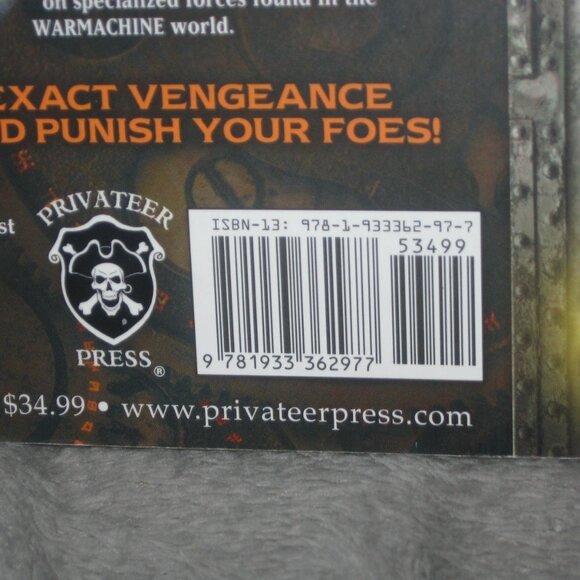 on specialized forces found in the
WARMACHINE world.
EXACT VENGEANCE
D PUNISH YOUR FOES!
st
PRIVATEER
PRESS®
ISBN-13: 978-1-933362-97-7
53499
9 781933 362977
$34.99 • www.privateerpress.com